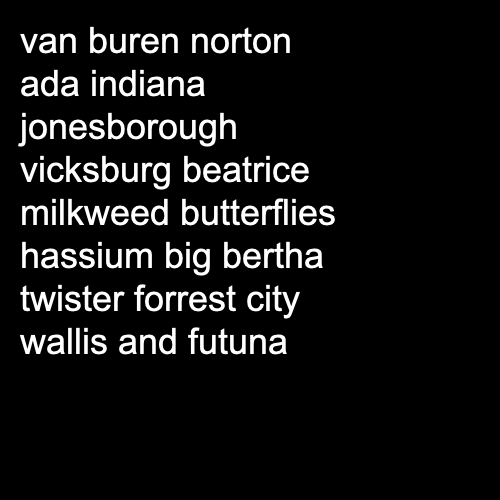 van buren norton
ada indiana
jonesborough
vicksburg beatrice
milkweed butterflies
hassium big bertha
twister forrest city
wallis and futuna